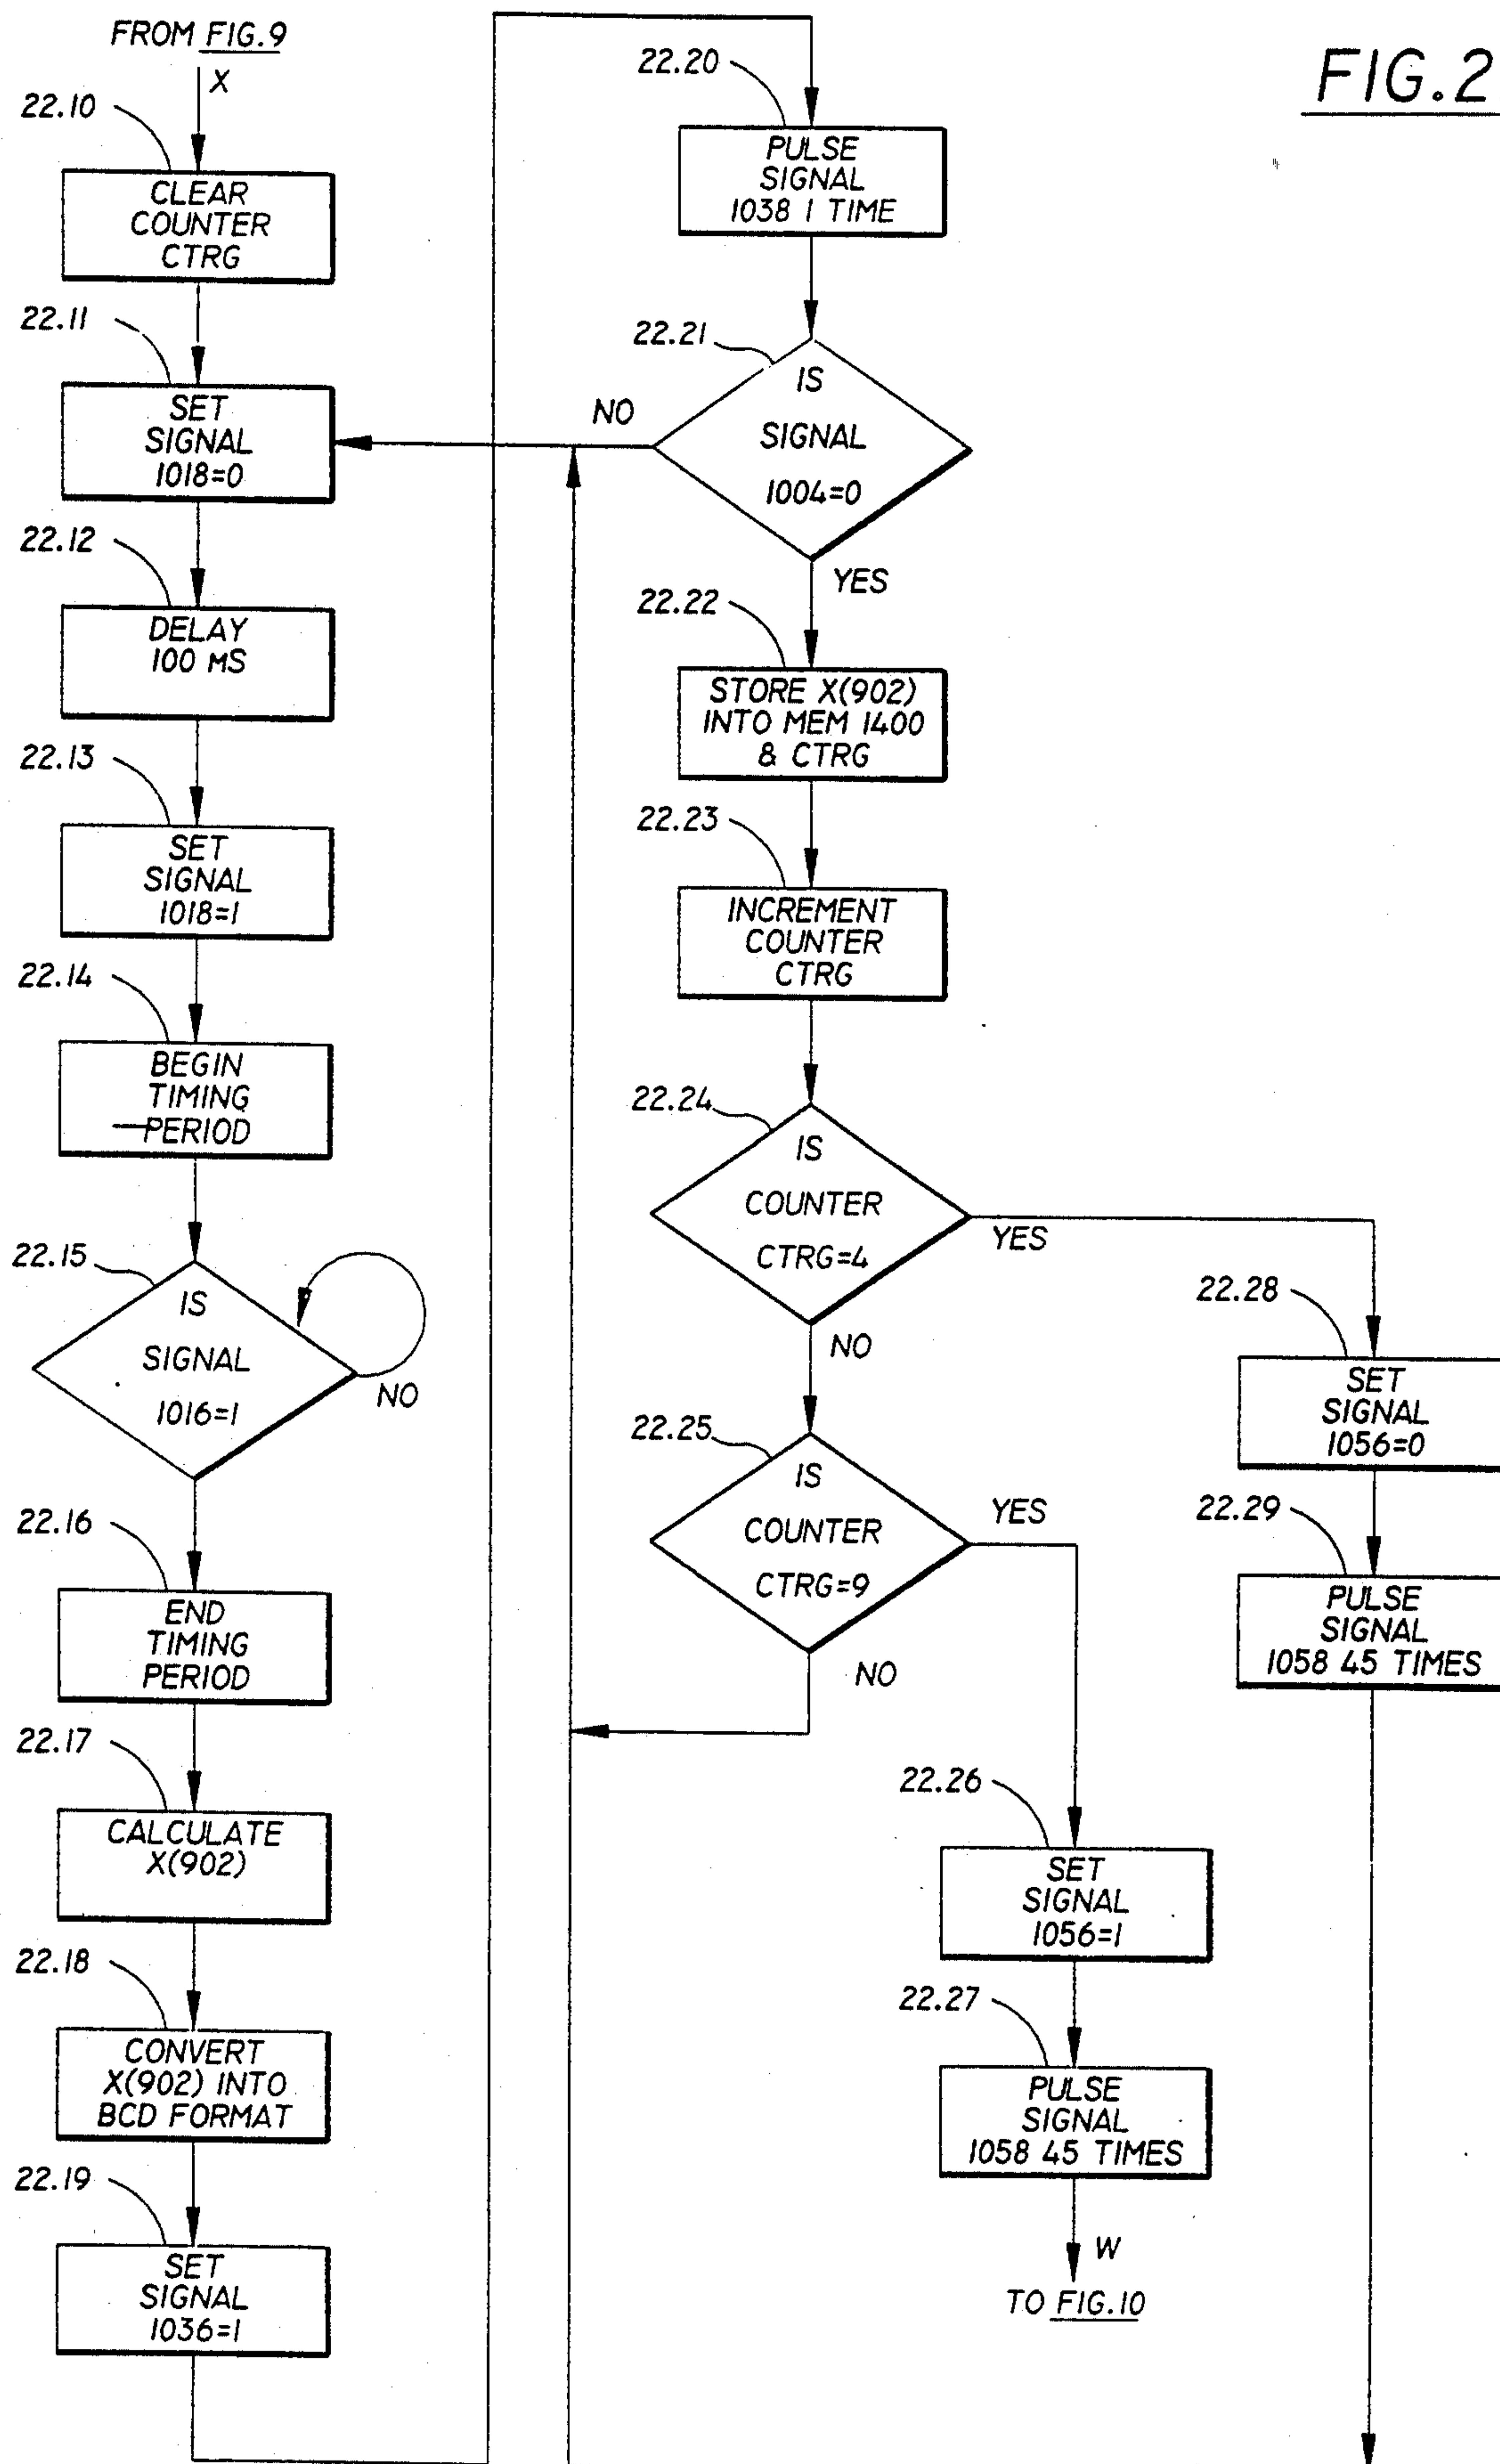 FROM FIG.9
X
22.10
CLEAR
COUNTER
CTRG
22.11
SET
SIGNAL
1018=0
22.12
DELAY
100 MS
22.13
SET
SIGNAL
1018=1
22.14
BEGIN
TIMING
PERIOD
22.15
IS
SIGNAL
1016=1
NO
22.16
END
TIMING
PERIOD
22.17
CALCULATE
X(902)
22.18
CONVERT
X(902) INTO
BCD FORMAT
22.19
SET
SIGNAL
1036=1
22.20
PULSE
SIGNAL
1038 1 TIME
22.21
IS
SIGNAL
1004=0
NO
YES
22.22
STORE X(902)
INTO MEM 1400
& CTRG
22.23
INCREMENT
COUNTER
CTRG
22.24
IS
COUNTER
CTRG=4
YES
NO
22.25
IS
COUNTER
CTRG=9
YES
NO
22.26
SET
SIGNAL
1056=1
22.27
PULSE
SIGNAL
1058 45 TIMES
W
TO FIG.10
22.28
SET
SIGNAL
1056=0
22.29
PULSE
SIGNAL
1058 45 TIMES
FIG.2